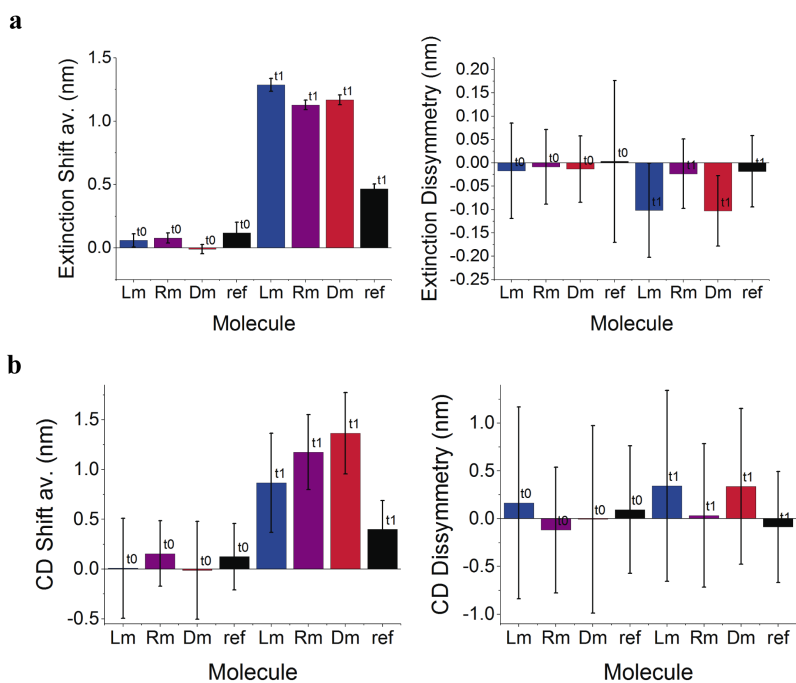 a
Extinction Shift av. (nm)
1.5
1.0
0.5
0.0
t0
t0
t0
t0
t1
t1
t1
t1
Lm Rm Dm ref Lm Rm Dm ref
Molecule
Extinction Dissymmetry (nm)
0.20
0.15
0.10
0.05
0.00
-0.05
-0.10
-0.15
-0.20
-0.25
t0
t0
t0
t0
t1
t1
t1
t1
Lm Rm Dm ref Lm Rm Dm ref
Molecule
b
CD Shift av. (nm)
1.5
1.0
0.5
0.0
-0.5
t0
t0
t0
t0
t1
t1
t1
t1
Lm Rm Dm ref Lm Rm Dm ref
Molecule
CD Dissymmetry (nm)
1.0
0.5
0.0
-0.5
-1.0
t0
t0
t0
t0
t1
t1
t1
t1
Lm Rm Dm ref Lm Rm Dm ref
Molecule